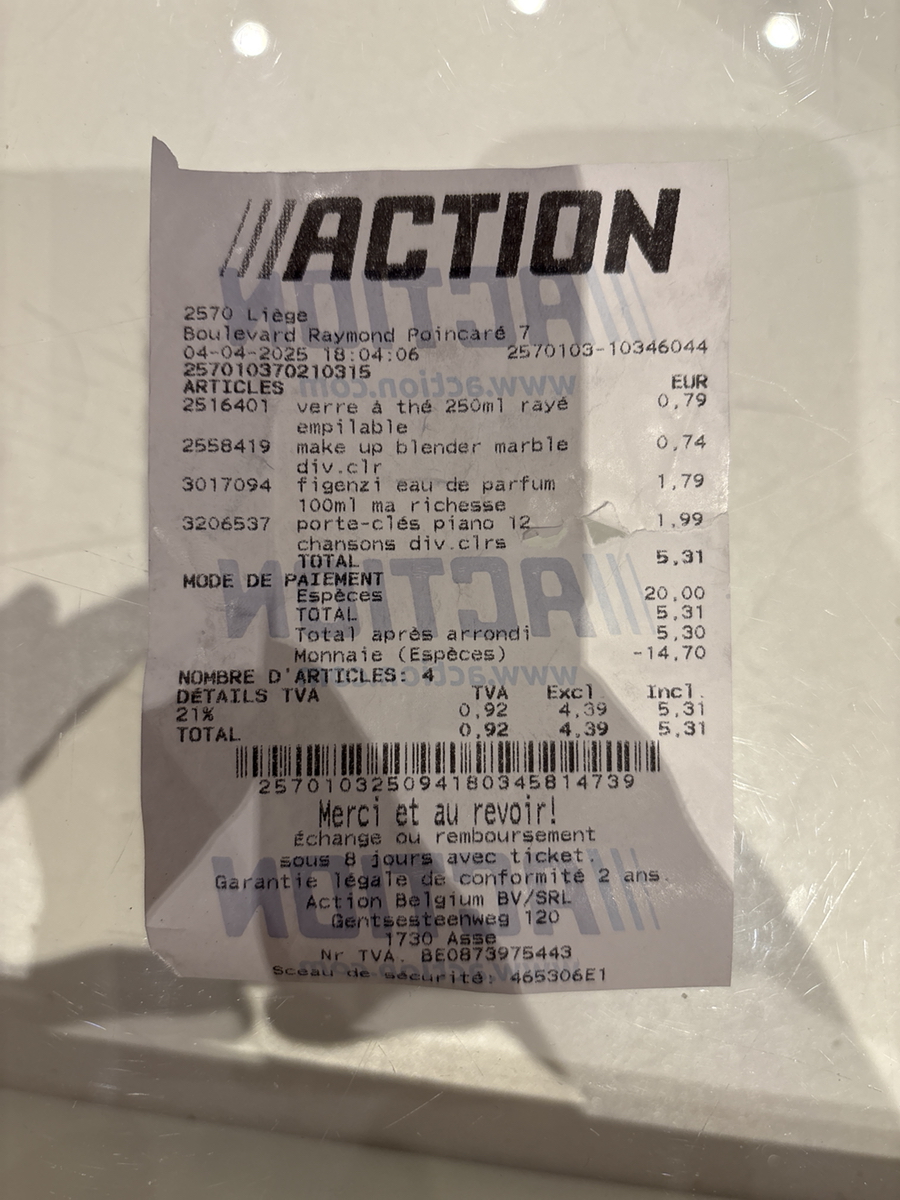 ACTION
2570 Liège
Boulevard Raymond Poincaré 7
04-04-2025 18:04:06 2570103-10346044
257010370210315
ARTICLES EUR
2516401 verre à thé 250ml rayé 0,79
empilable
2558419 make up blender marble 0,74
div.clr
3017094 figenzi eau de parfum 1,79
100ml ma richesse
3206537 porte-clés piano 12 1,99
chansons div.clrs
TOTAL 5,31
MODE DE PAIEMENT
Espèces 20,00
TOTAL 5,31
Total après arrondi 5,30
Monnaie (Espèces) -14,70
NOMBRE D'ARTICLES: 4
DÉTAILS TVA TVA Excl. Incl.
21% 0,92 4,39 5,31
TOTAL 0,92 4,39 5,31
257010325094180345814739
Merci et au revoir!
Échange ou remboursement
sous 8 jours avec ticket.
Garantie légale de conformité 2 ans.
Action Belgium BV/SRL
Gentsesteenweg 120
1730 Asse
Nr TVA. BE0873975443
Sceau de sécurité: 465306E1